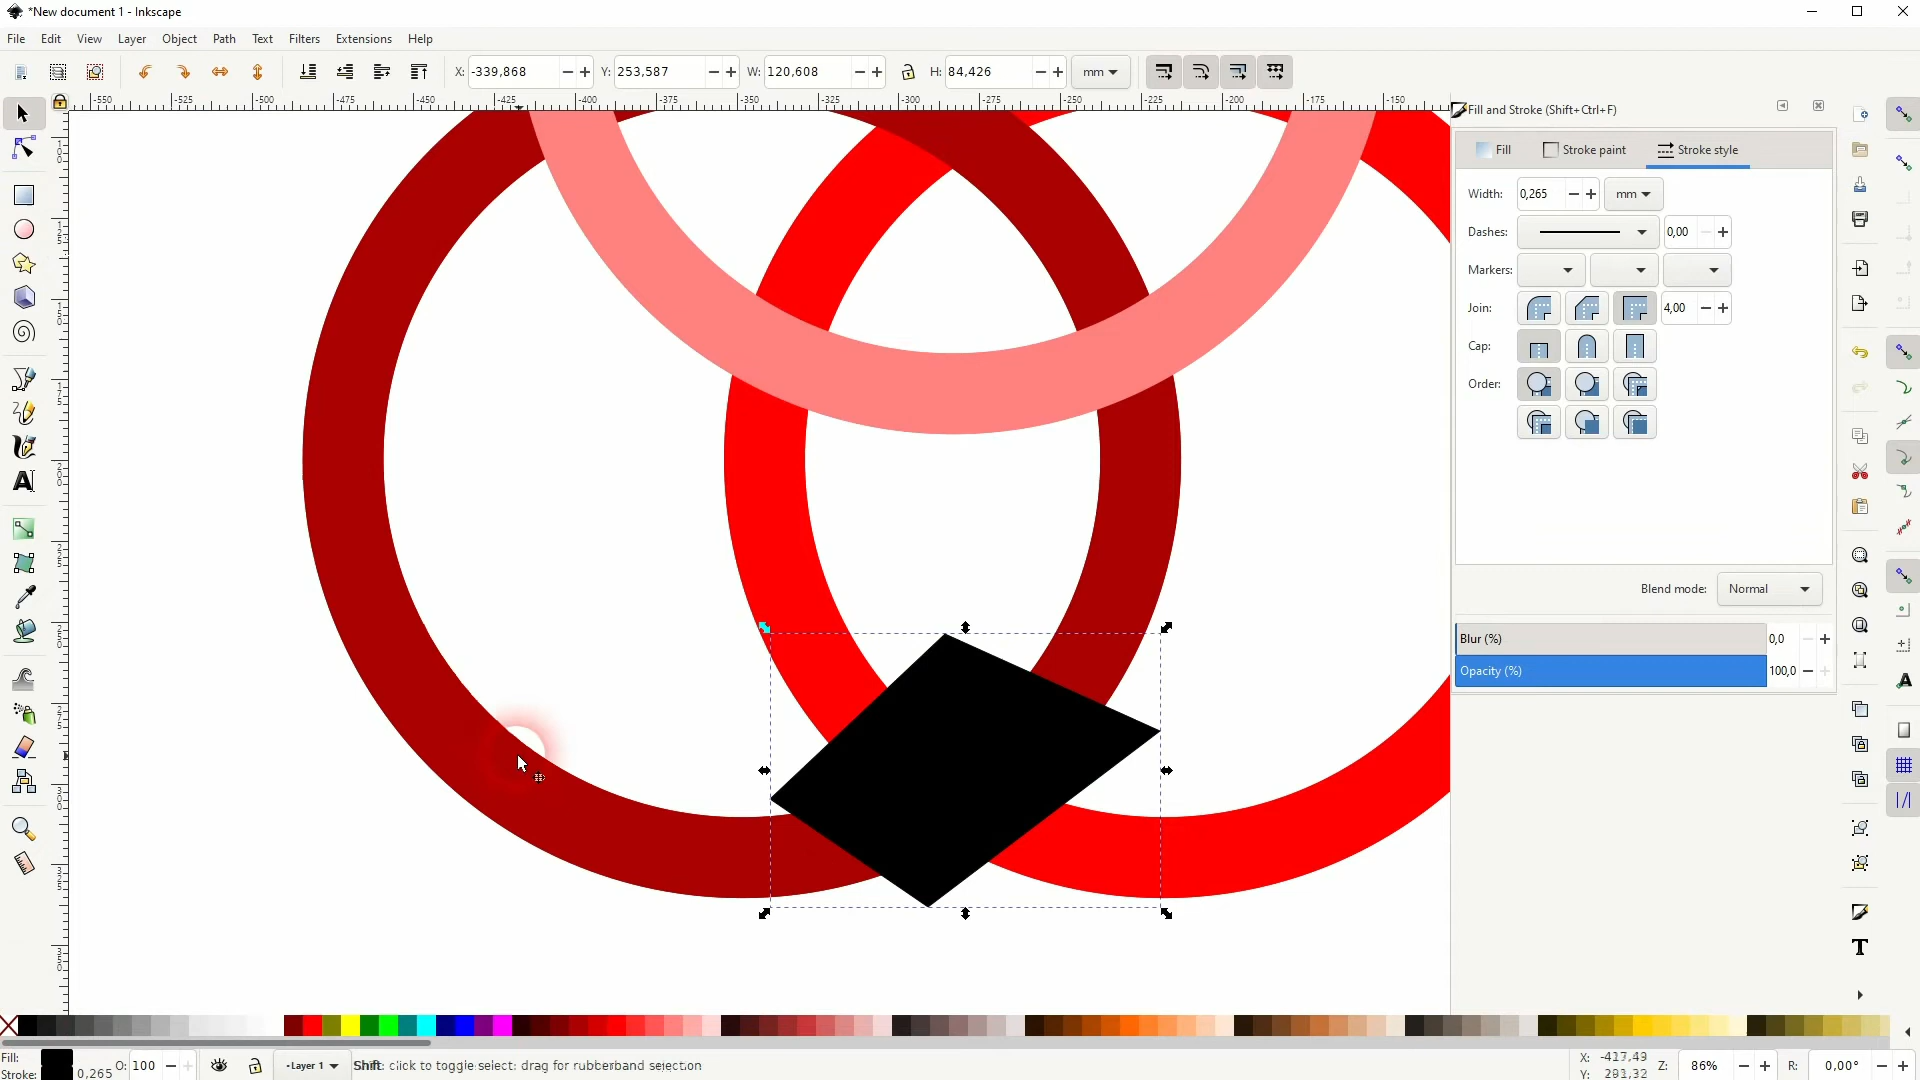 *New document 1 - Inkscape
File Edit View Layer Object Path Text Filters Extensions Help
X: -339,868 Y: 253,587 W: 120,608 H: 84,426 mm
-550 -525 -500 -475 -450 -425 -400 -375 -350 -325 -300 -275 -250 -225 -200 -175 -150
Fill and Stroke (Shift+Ctrl+F)
Fill Stroke paint Stroke style
Width: 0,265 mm
Dashes: 0,00
Markers:
Join: 4,00
Cap:
Order:
Blend mode: Normal
Blur (%) 0,0
Opacity (%) 100,0
Fill:
Stroke: 0,265 O: 100 -Layer 1 Shift: click to toggle select; drag for rubberband selection
X: -417,49
Y: 291,32
Z: 86% R: 0,00°